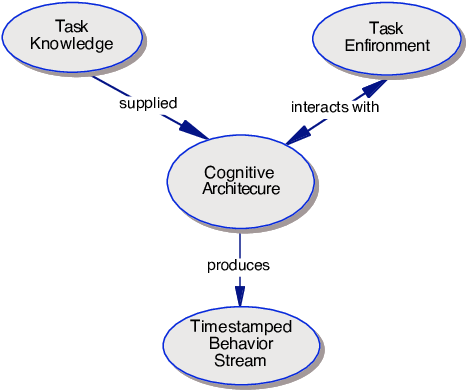 Task
Knowledge
Task
Enfironment
supplied
interacts with
Cognitive
Architecure
produces
Timestamped
Behavior
Stream